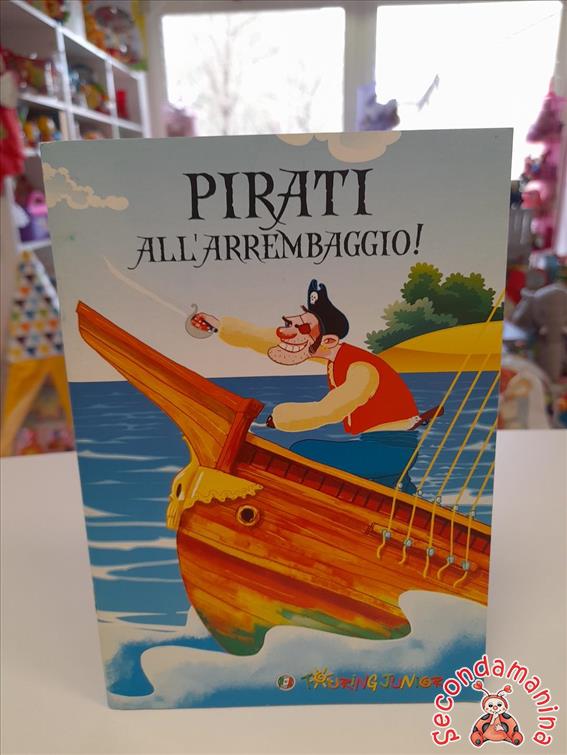 PIRATI
ALL'ARREMBAGGIO!
TOURING JUNIOR
secondamanina